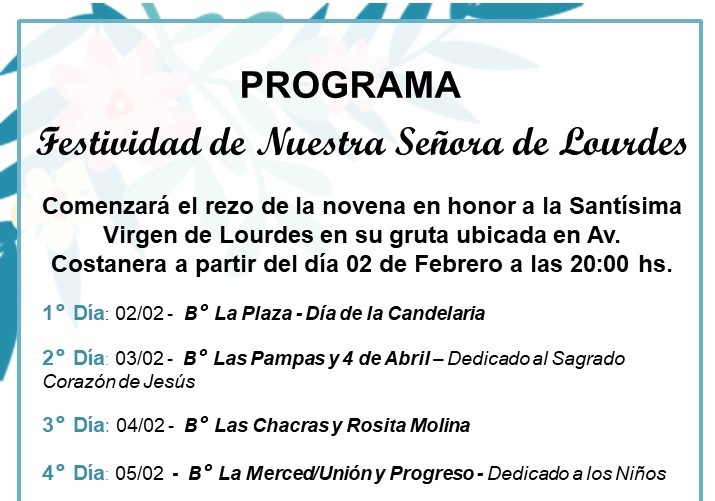 PROGRAMA
Festividad de Nuestra Señora de Lourdes
Comenzará el rezo de la novena en honor a la Santísima
Virgen de Lourdes en su gruta ubicada en Av.
Costanera a partir del día 02 de Febrero a las 20:00 hs.
1° Día: 02/02 - B° La Plaza - Día de la Candelaria
2° Día: 03/02 - B° Las Pampas y 4 de Abril – Dedicado al Sagrado
Corazón de Jesús
3° Día: 04/02 - B° Las Chacras y Rosita Molina
4° Día: 05/02 - B° La Merced/Unión y Progreso - Dedicado a los Niños